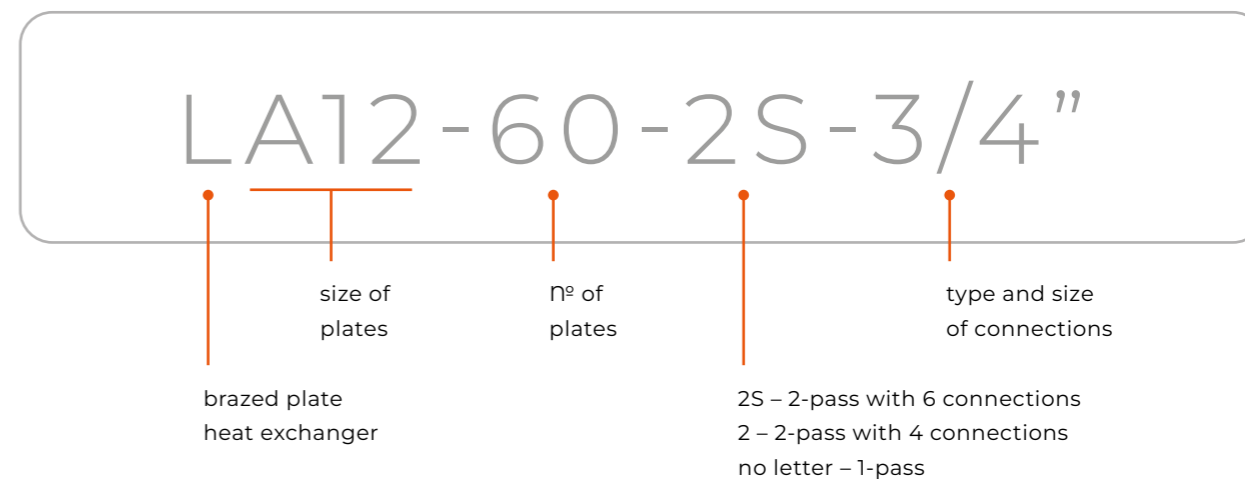 LA12-60-2S-3/4”
size of
plates
nº of
plates
type and size
of connections
brazed plate
heat exchanger
2S – 2-pass with 6 connections
2 – 2-pass with 4 connections
no letter – 1-pass